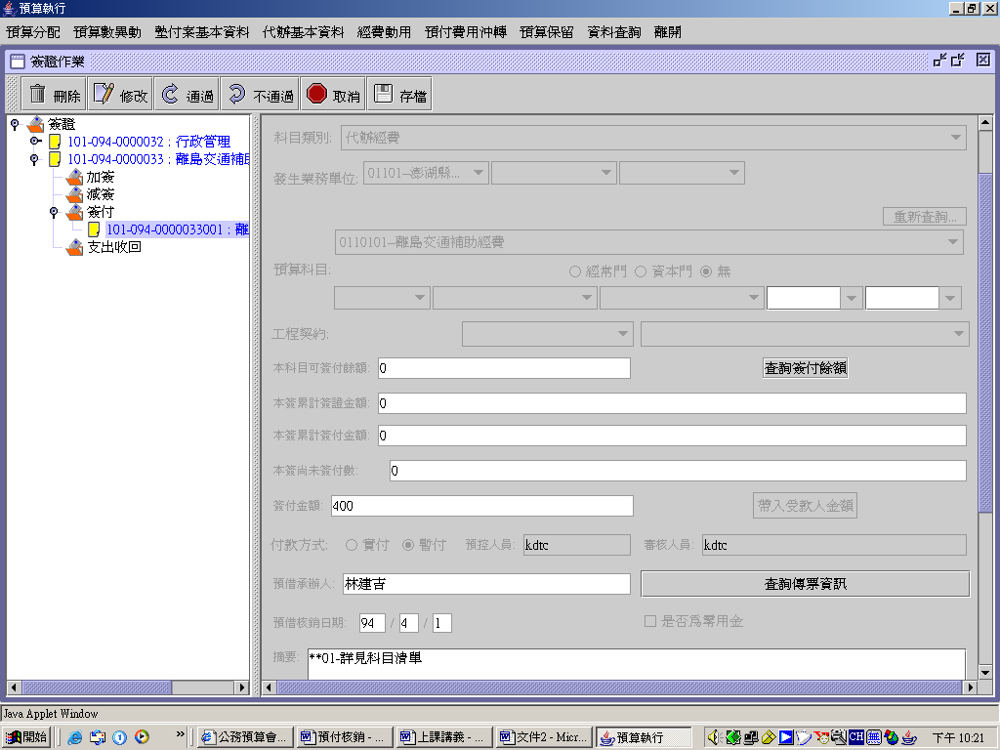 預算執行
預算分配 預算數異動 墊付案基本資料 代辦基本資料 經費動用 預付費用沖轉 預算保留 資料查詢 離開
簽證作業
刪除 修改 通過 不通過 取消 存檔
簽證
101-094-0000032 : 行政管理
101-094-0000033 : 離島交通補助
加簽
減簽
簽付
101-094-0000033001 : 離
支出收回
科目類別: 代辦經費
發生業務單位: 01101--澎湖縣...
重新查詢...
0110101--離島交通補助經費
預算科目: 經常門 資本門 無
工程契約:
本科目可簽付餘額: 0 查詢簽付餘額
本簽累計簽證金額: 0
本簽累計簽付金額: 0
本簽尚未簽付數: 0
簽付金額: 400 帶入受款人金額
付款方式: 實付 暫付 預控人員: kdtc 審核人員: kdtc
預借承辦人: 林建吉 查詢傳票資訊
預借核銷日期: 94 / 4 / 1 是否為零用金
摘要: **01-詳見科目清單
Java Applet Window
開始 » 公務預算會... 預付核銷 - ... 上課講義 - ... 文件2 - Micr... 預算執行 CH 下午 10:21